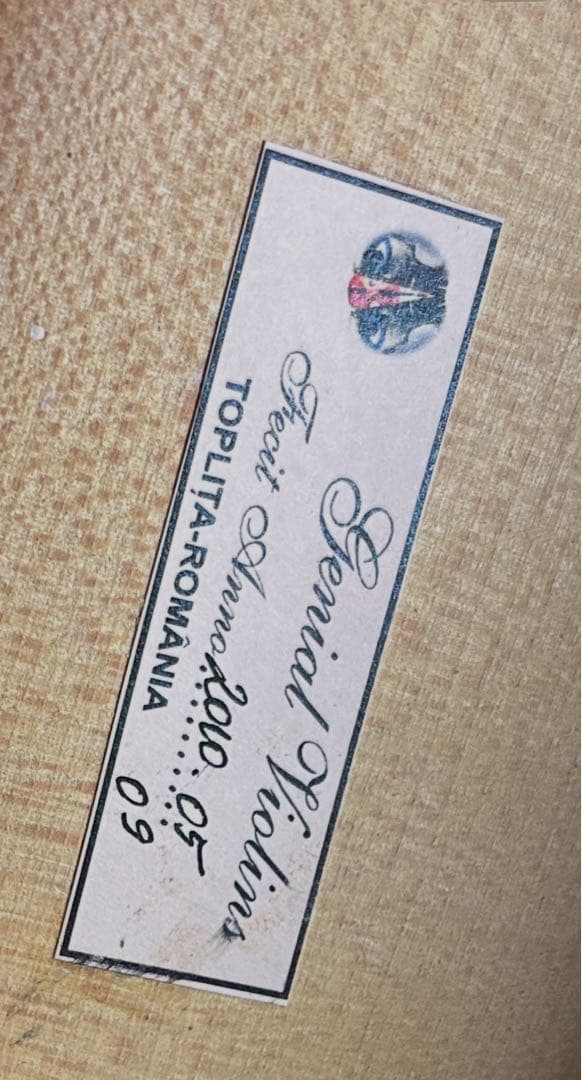 Genial Violins
Fecit Anno 2010 05
TOPLIȚA-ROMÂNIA 09